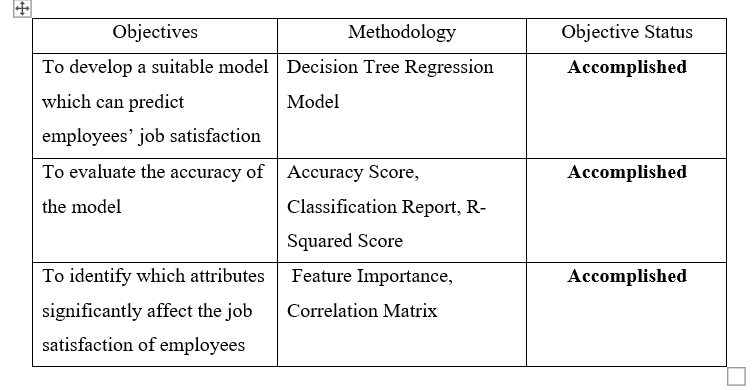 Objectives Methodology Objective Status
To develop a suitable model
which can predict
employees’ job satisfaction
Decision Tree Regression
Model
Accomplished
To evaluate the accuracy of
the model
Accuracy Score,
Classification Report, R-
Squared Score
Accomplished
To identify which attributes
significantly affect the job
satisfaction of employees
Feature Importance,
Correlation Matrix
Accomplished